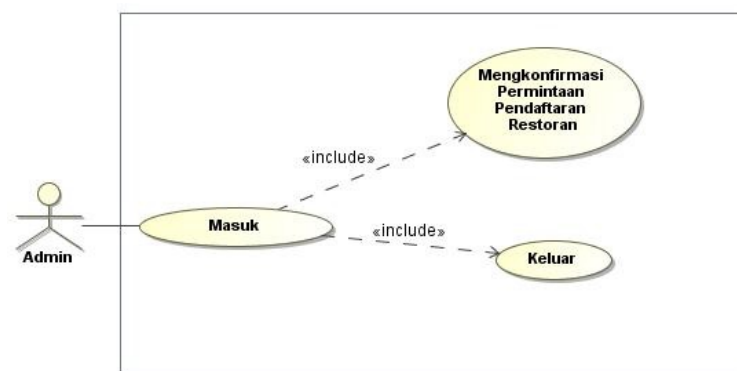 Mengkonfirmasi
Permintaan
Pendaftaran
Restoran
«include»
Masuk
«include»
Keluar
Admin